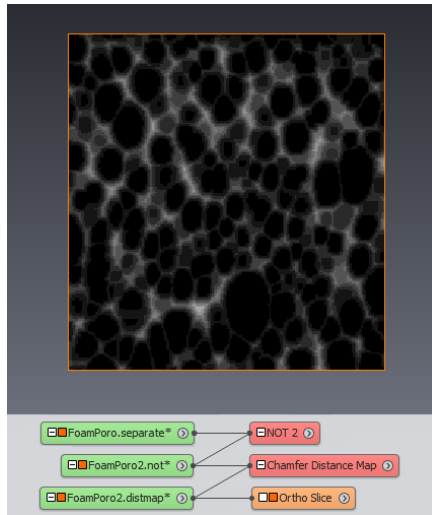 FoamPoro.separate* NOT 2
FoamPoro2.not* Chamfer Distance Map
FoamPoro2.distmap* Ortho Slice